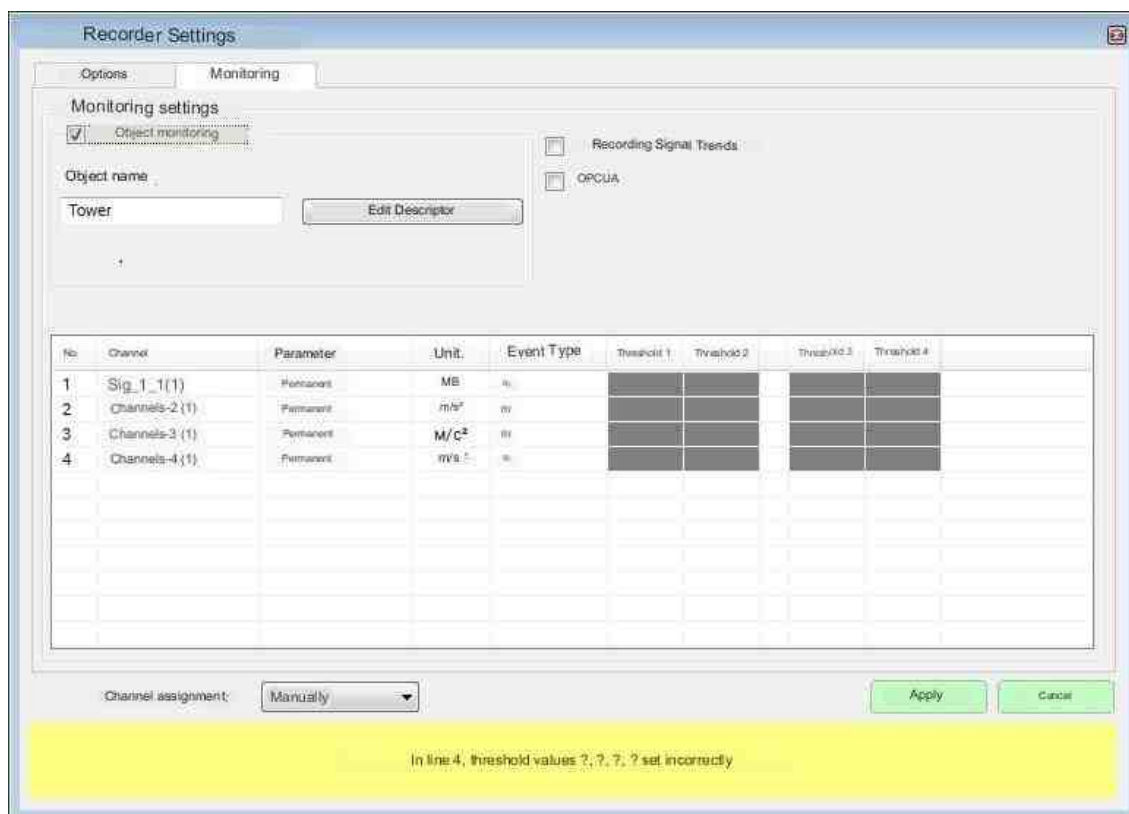 Recorder Settings
Options Monitoring
Monitoring settings
Object monitoring
Recording Signal Trends
Object name
OPCUA
Tower Edit Descriptor
No Channel Parameter Unit. Event Type Threshold 1 Threshold 2 Threshold 3 Threshold 4
1 Sig_1_1(1) Permanent MB
2 Channels-2 (1) Permanent m/s²
3 Channels-3 (1) Permanent M/C²
4 Channels-4 (1) Permanent m/s
Channel assignment: Manually Apply Cancel
In line 4, threshold values ?, ?, ?, ? set incorrectly